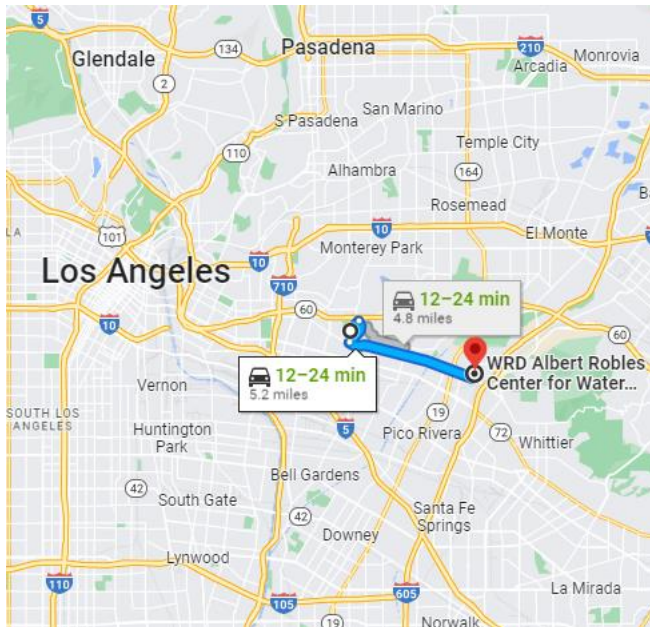 5
Glendale
134
Pasadena
210
Monrovia
Arcadia
2
San Marino
S Pasadena
Temple City
110
Alhambra
164
Rosemead
101
10
El Monte
Monterey Park
10
Los Angeles
710
60
12–24 min
4.8 miles
10
60
12–24 min
5.2 miles
WRD Albert Robles
Center for Water...
Vernon
SOUTH LOS
ANGELES
Huntington
Park
5
19
Pico Rivera
72
Whittier
Bell Gardens
42
South Gate
42
Santa Fe
Springs
Downey
Lynwood
110
105
605
La Mirada
19
Norwalk